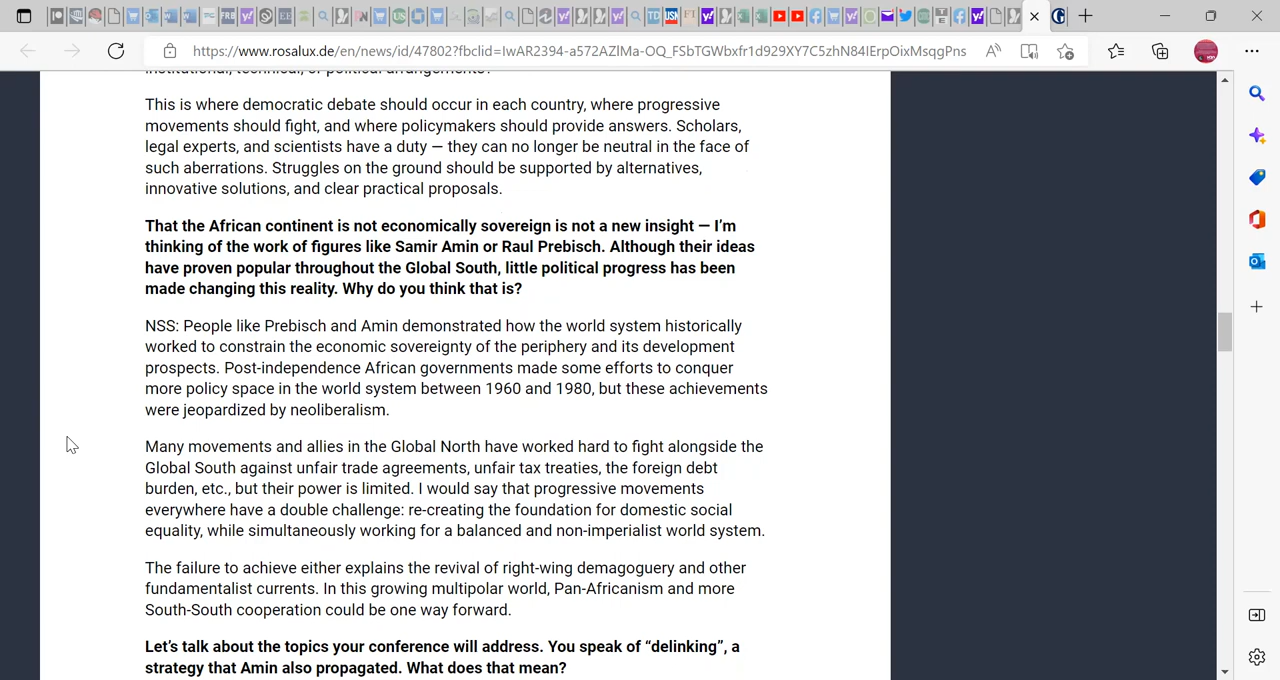 https://www.rosalux.de/en/news/id/47802?fbclid=IwAR2394-a572AZIMa-OQ_FSbTGWbxfr1d929XY7C5zhN84IErpOixMsqgPns
institutional, technical, or political arrangements?
This is where democratic debate should occur in each country, where progressive
movements should fight, and where policymakers should provide answers. Scholars,
legal experts, and scientists have a duty — they can no longer be neutral in the face of
such aberrations. Struggles on the ground should be supported by alternatives,
innovative solutions, and clear practical proposals.
That the African continent is not economically sovereign is not a new insight — I'm
thinking of the work of figures like Samir Amin or Raul Prebisch. Although their ideas
have proven popular throughout the Global South, little political progress has been
made changing this reality. Why do you think that is?
NSS: People like Prebisch and Amin demonstrated how the world system historically
worked to constrain the economic sovereignty of the periphery and its development
prospects. Post-independence African governments made some efforts to conquer
more policy space in the world system between 1960 and 1980, but these achievements
were jeopardized by neoliberalism.
Many movements and allies in the Global North have worked hard to fight alongside the
Global South against unfair trade agreements, unfair tax treaties, the foreign debt
burden, etc., but their power is limited. I would say that progressive movements
everywhere have a double challenge: re-creating the foundation for domestic social
equality, while simultaneously working for a balanced and non-imperialist world system.
The failure to achieve either explains the revival of right-wing demagoguery and other
fundamentalist currents. In this growing multipolar world, Pan-Africanism and more
South-South cooperation could be one way forward.
Let's talk about the topics your conference will address. You speak of “delinking”, a
strategy that Amin also propagated. What does that mean?